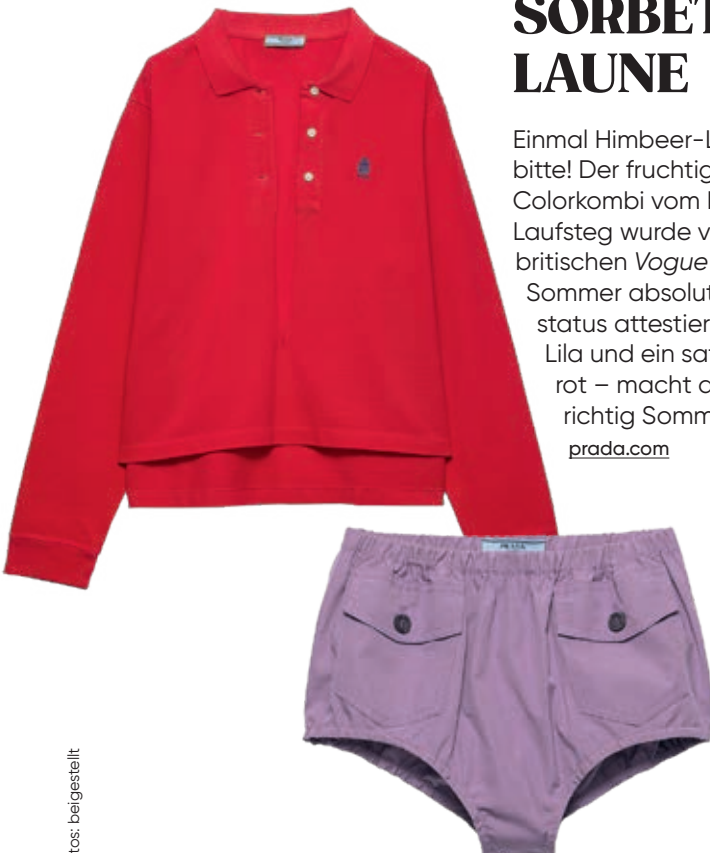 SORBET
LAUNE
Einmal Himbeer-L
bitte! Der fruchtig
Colorkombi vom
Laufsteg wurde v
britischen Vogue
Sommer absolut
status attestier
Lila und ein sa
rot – macht
richtig Somm
prada.com
PRADA
tos: beigestellt